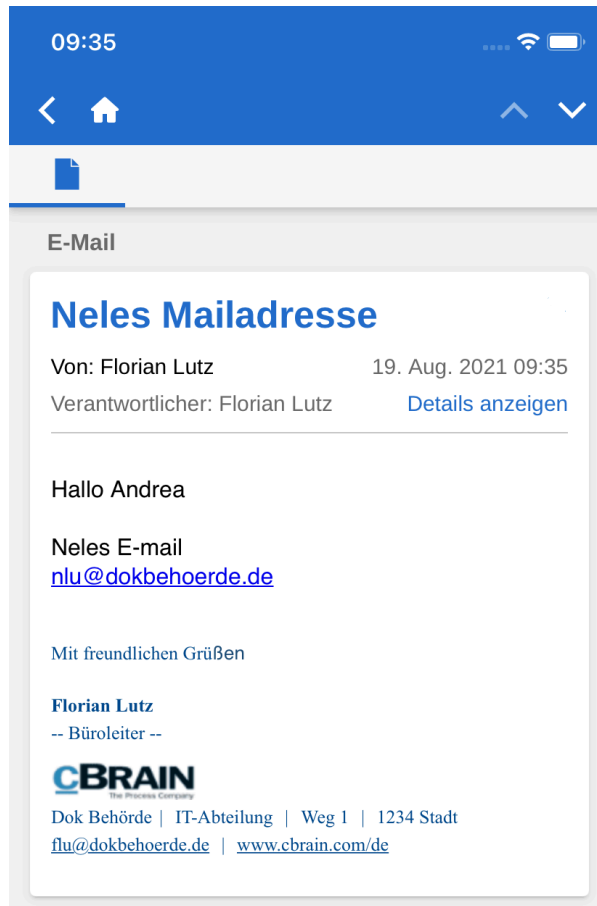 09:35
E-Mail
Neles Mailadresse
Von: Florian Lutz 19. Aug. 2021 09:35
Verantwortlicher: Florian Lutz Details anzeigen
Hallo Andrea
Neles E-mail
nlu@dokbehoerde.de
Mit freundlichen Grüßen
Florian Lutz
-- Büroleiter --
CBRAIN
The Process Company
Dok Behörde | IT-Abteilung | Weg 1 | 1234 Stadt
flu@dokbehoerde.de | www.cbrain.com/de